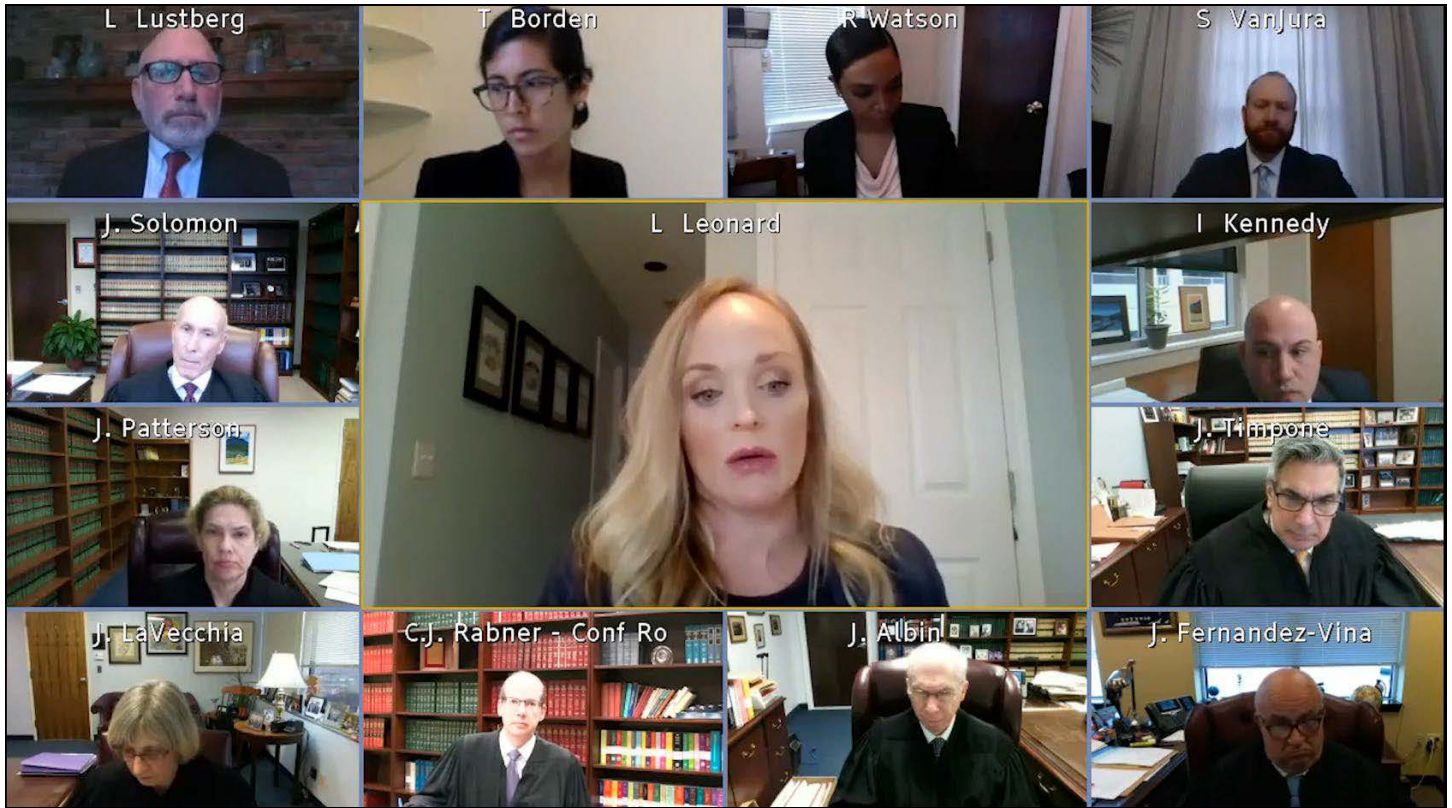 L Lustberg
T Borden
R Watson
S VanJura
J. Solomon
L Leonard
I Kennedy
J. Patterson
J. Timpone
J. LaVecchia
C.J. Rabner - Conf Ro
J. Albin
J. Fernandez-Vina